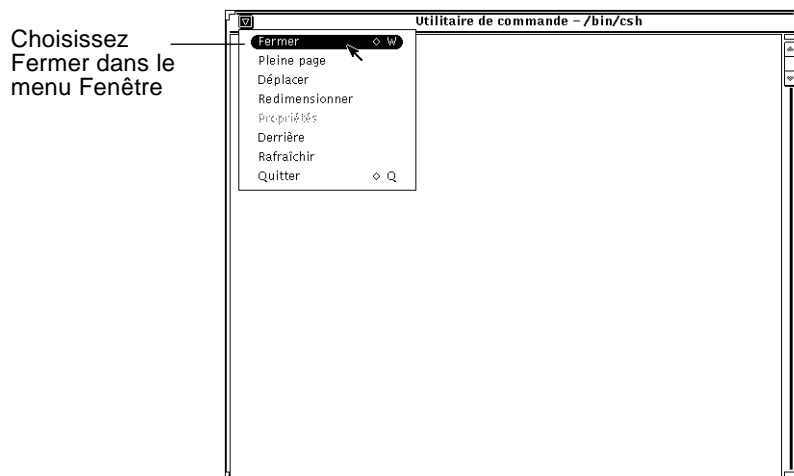 Utilitaire de commande – /bin/csh
Choisissez
Fermer dans le
menu Fenêtre
Fermer ◇ W
Pleine page
Déplacer
Redimensionner
Propriétés
Derrière
Rafraîchir
Quitter ◇ Q